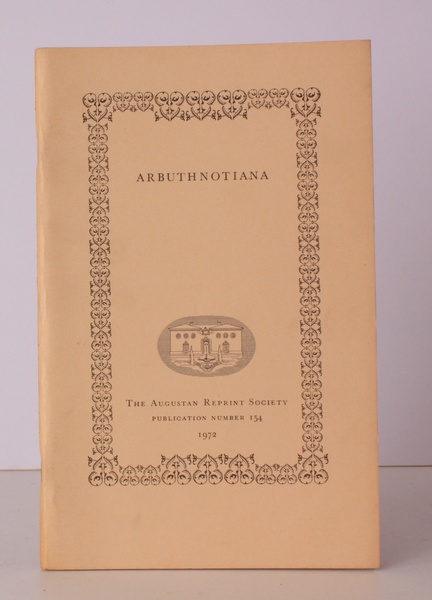 ARBUTHNOTIANA
THE AUGUSTAN REPRINT SOCIETY
PUBLICATION NUMBER 154
1972